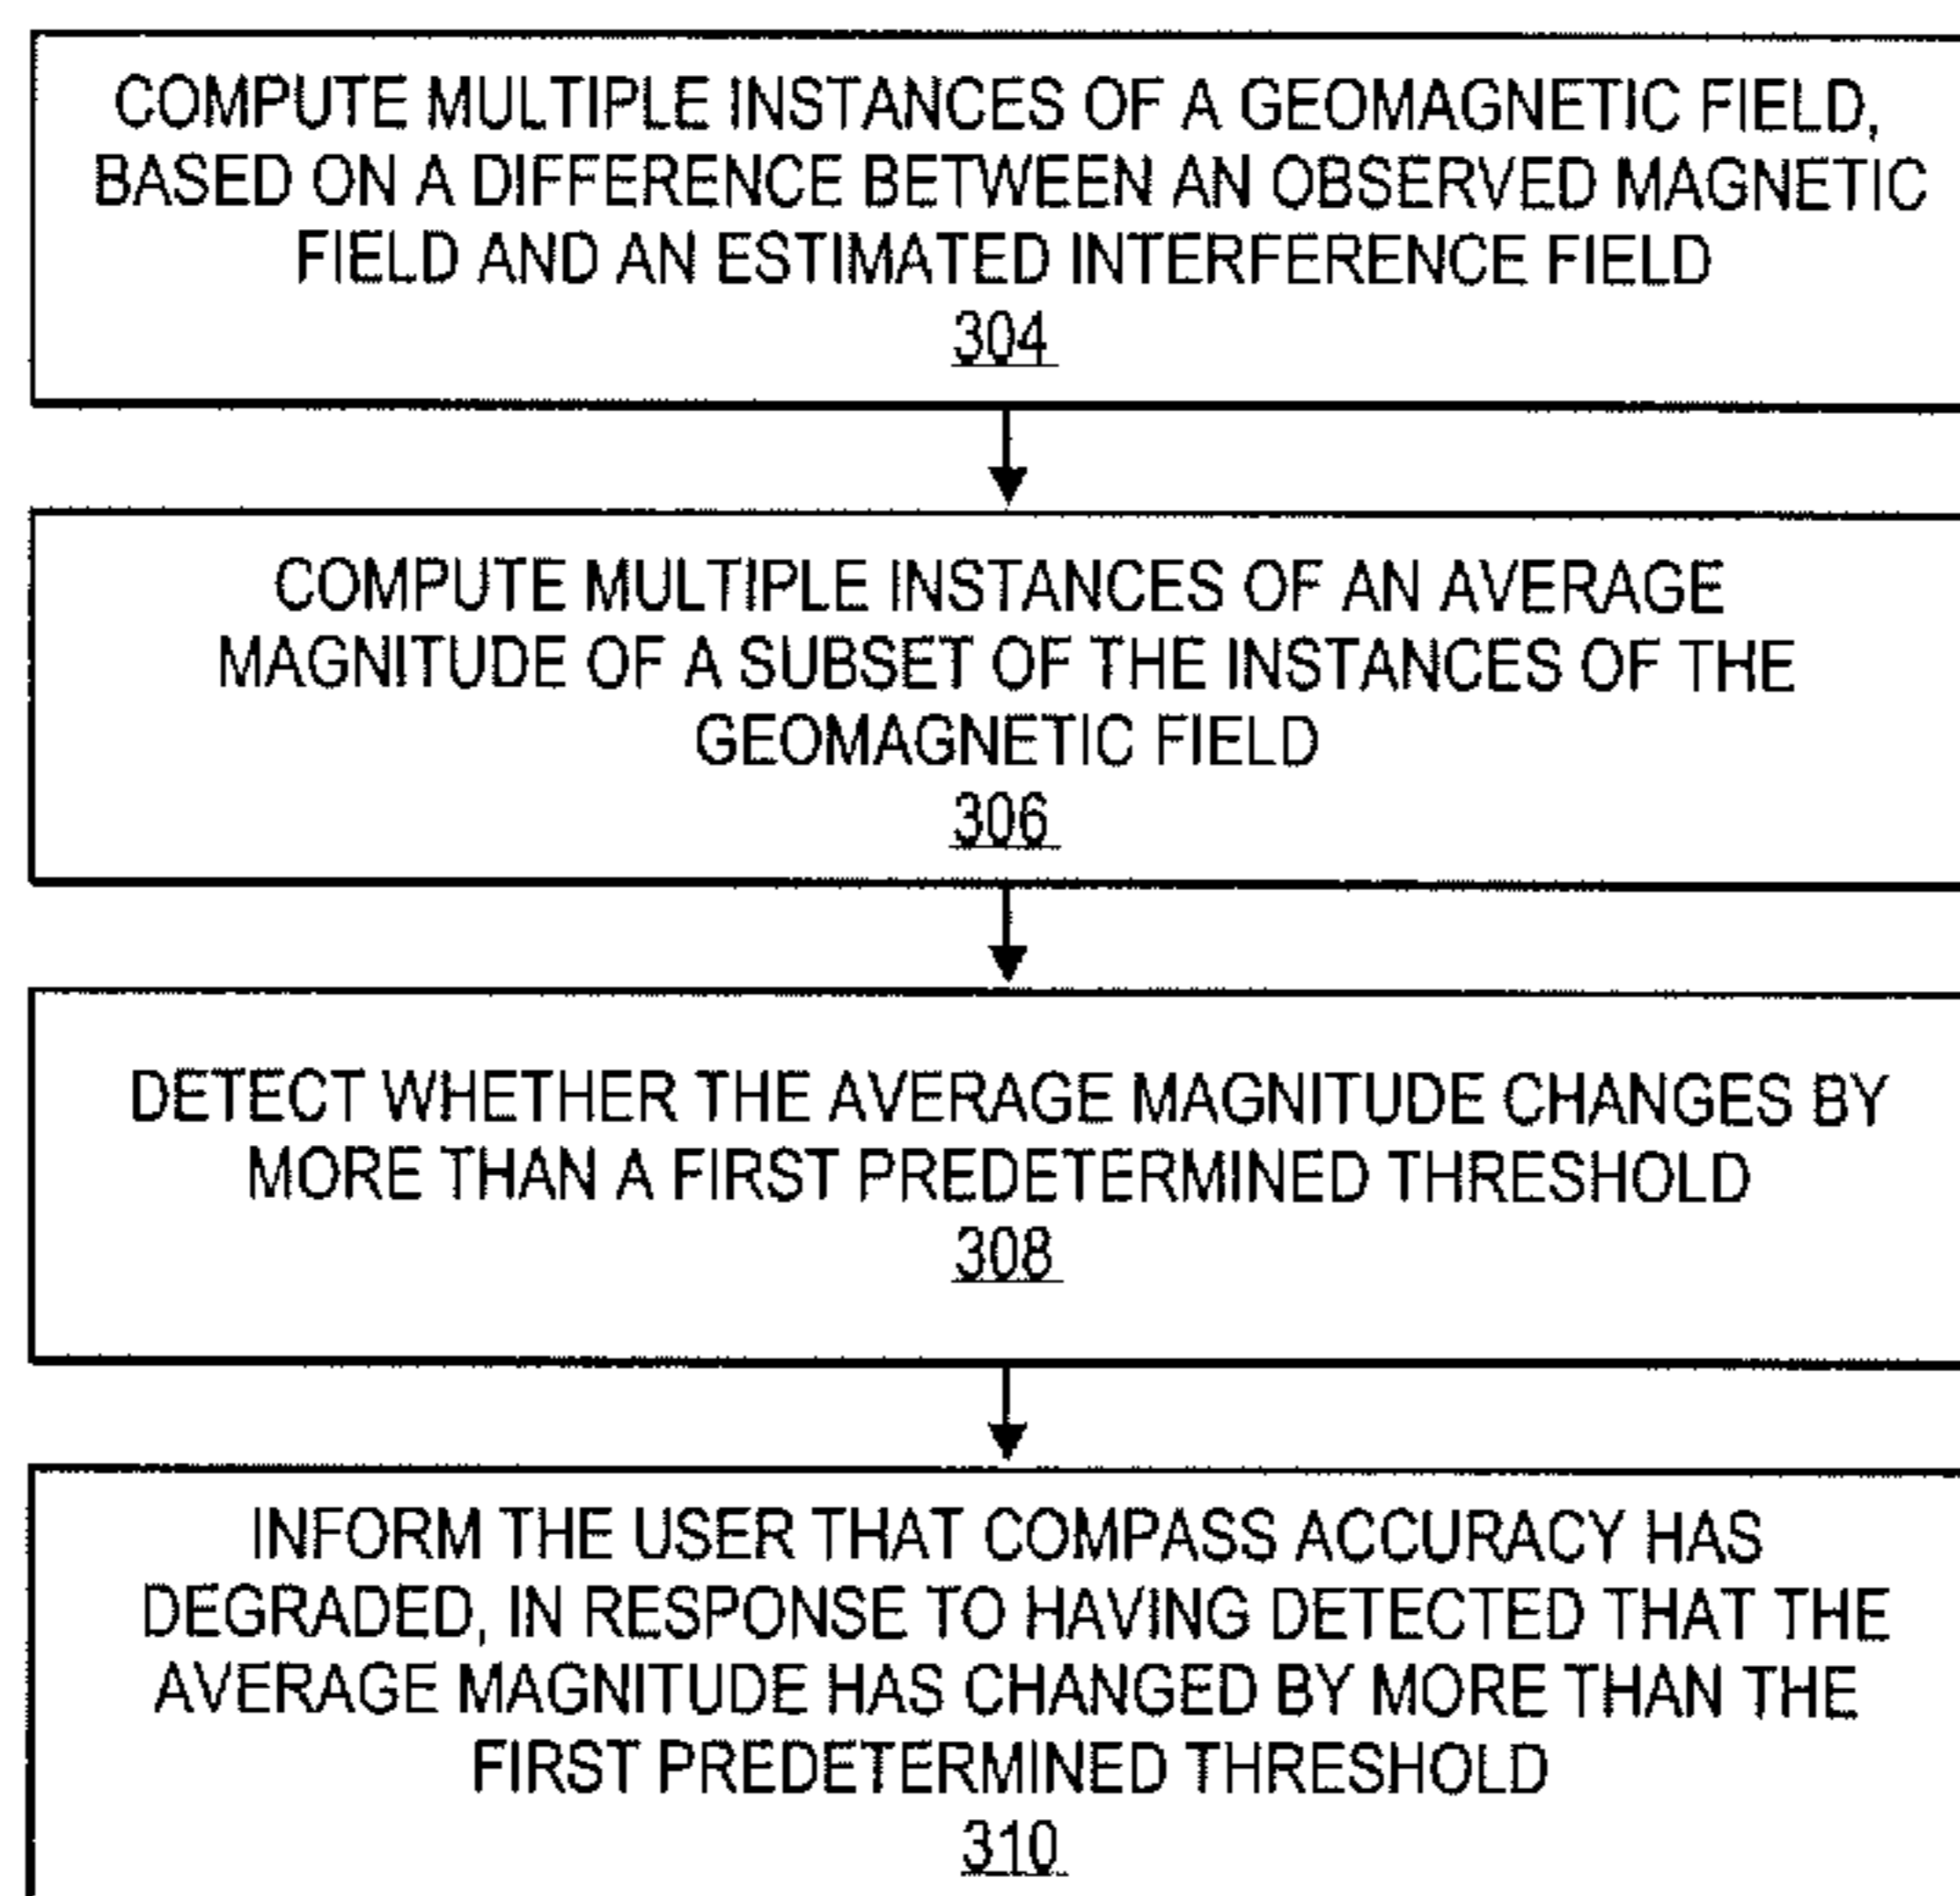 COMPUTE MULTIPLE INSTANCES OF A GEOMAGNETIC FIELD,
BASED ON A DIFFERENCE BETWEEN AN OBSERVED MAGNETIC
FIELD AND AN ESTIMATED INTERFERENCE FIELD
304
COMPUTE MULTIPLE INSTANCES OF AN AVERAGE
MAGNITUDE OF A SUBSET OF THE INSTANCES OF THE
GEOMAGNETIC FIELD
306
DETECT WHETHER THE AVERAGE MAGNITUDE CHANGES BY
MORE THAN A FIRST PREDETERMINED THRESHOLD
308
INFORM THE USER THAT COMPASS ACCURACY HAS
DEGRADED, IN RESPONSE TO HAVING DETECTED THAT THE
AVERAGE MAGNITUDE HAS CHANGED BY MORE THAN THE
FIRST PREDETERMINED THRESHOLD
310